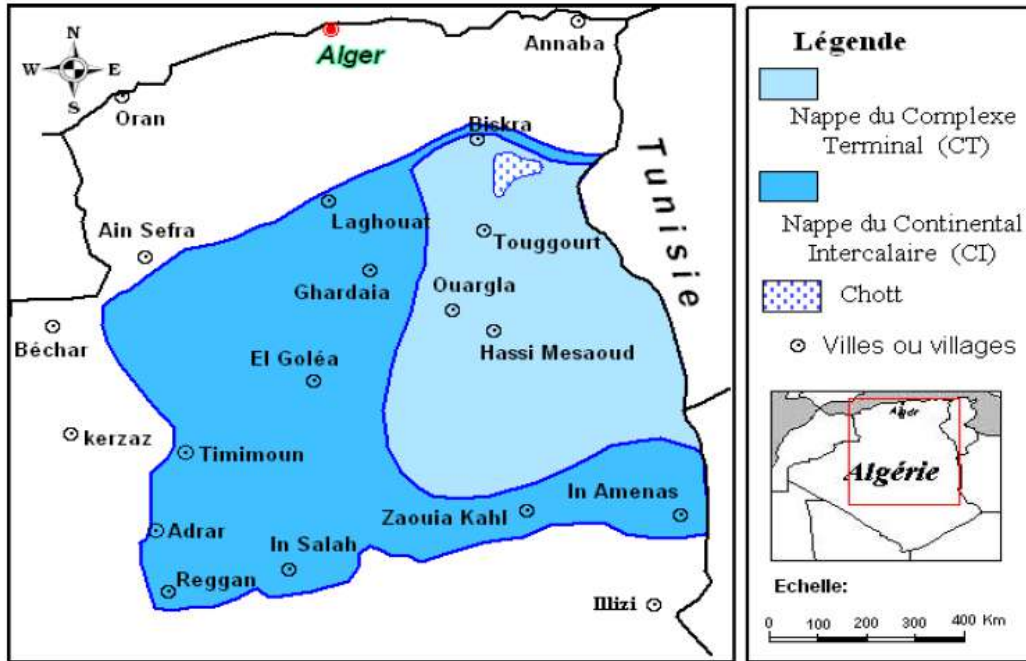 N
W E
S
Alger
Annaba
Oran
Biskra
Tunisie
Laghouat
Ain Sefra
Touggourt
Ghardaia
Ouargla
Béchar
Hassi Mesaoud
El Goléa
kerzaz
Timimoun
In Amenas
Zaouia Kahl
Adrar
In Salah
Reggan
Illizi
Légende
Nappe du Complexe
Terminal (CT)
Nappe du Continental
Intercalaire (CI)
Chott
Villes ou villages
Alger
Algérie
Echelle:
0 100 200 300 400 Km